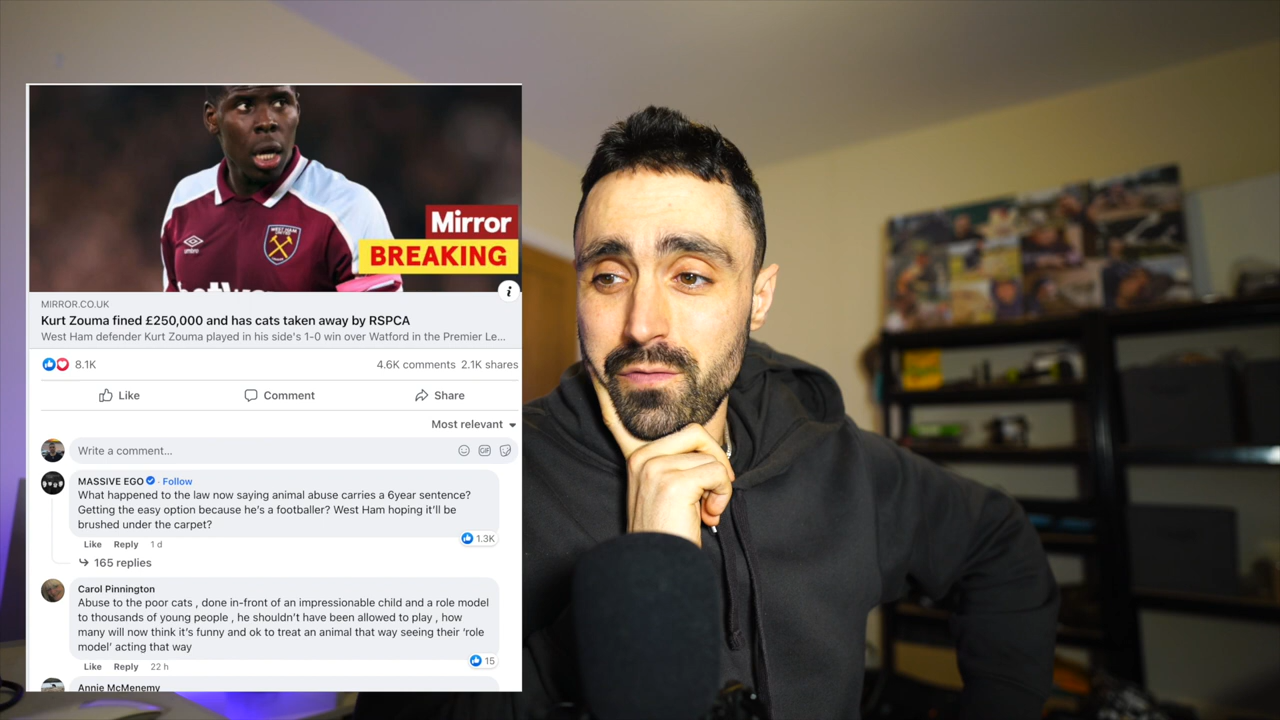 WEST HAM
UNITED
umbro
betway
Mirror
BREAKING
MIRROR.CO.UK
Kurt Zouma fined £250,000 and has cats taken away by RSPCA
West Ham defender Kurt Zouma played in his side's 1-0 win over Watford in the Premier Le...
8.1K 4.6K comments 2.1K shares
Like Comment Share
Most relevant
Write a comment...
GIF
MASSIVE EGO · Follow
What happened to the law now saying animal abuse carries a 6year sentence?
Getting the easy option because he's a footballer? West Ham hoping it'll be
brushed under the carpet?
1.3K
Like Reply 1 d
165 replies
Carol Pinnington
Abuse to the poor cats , done in-front of an impressionable child and a role model
to thousands of young people , he shouldn't have been allowed to play , how
many will now think it's funny and ok to treat an animal that way seeing their 'role
model' acting that way
15
Like Reply 22 h
Annie McMenemy